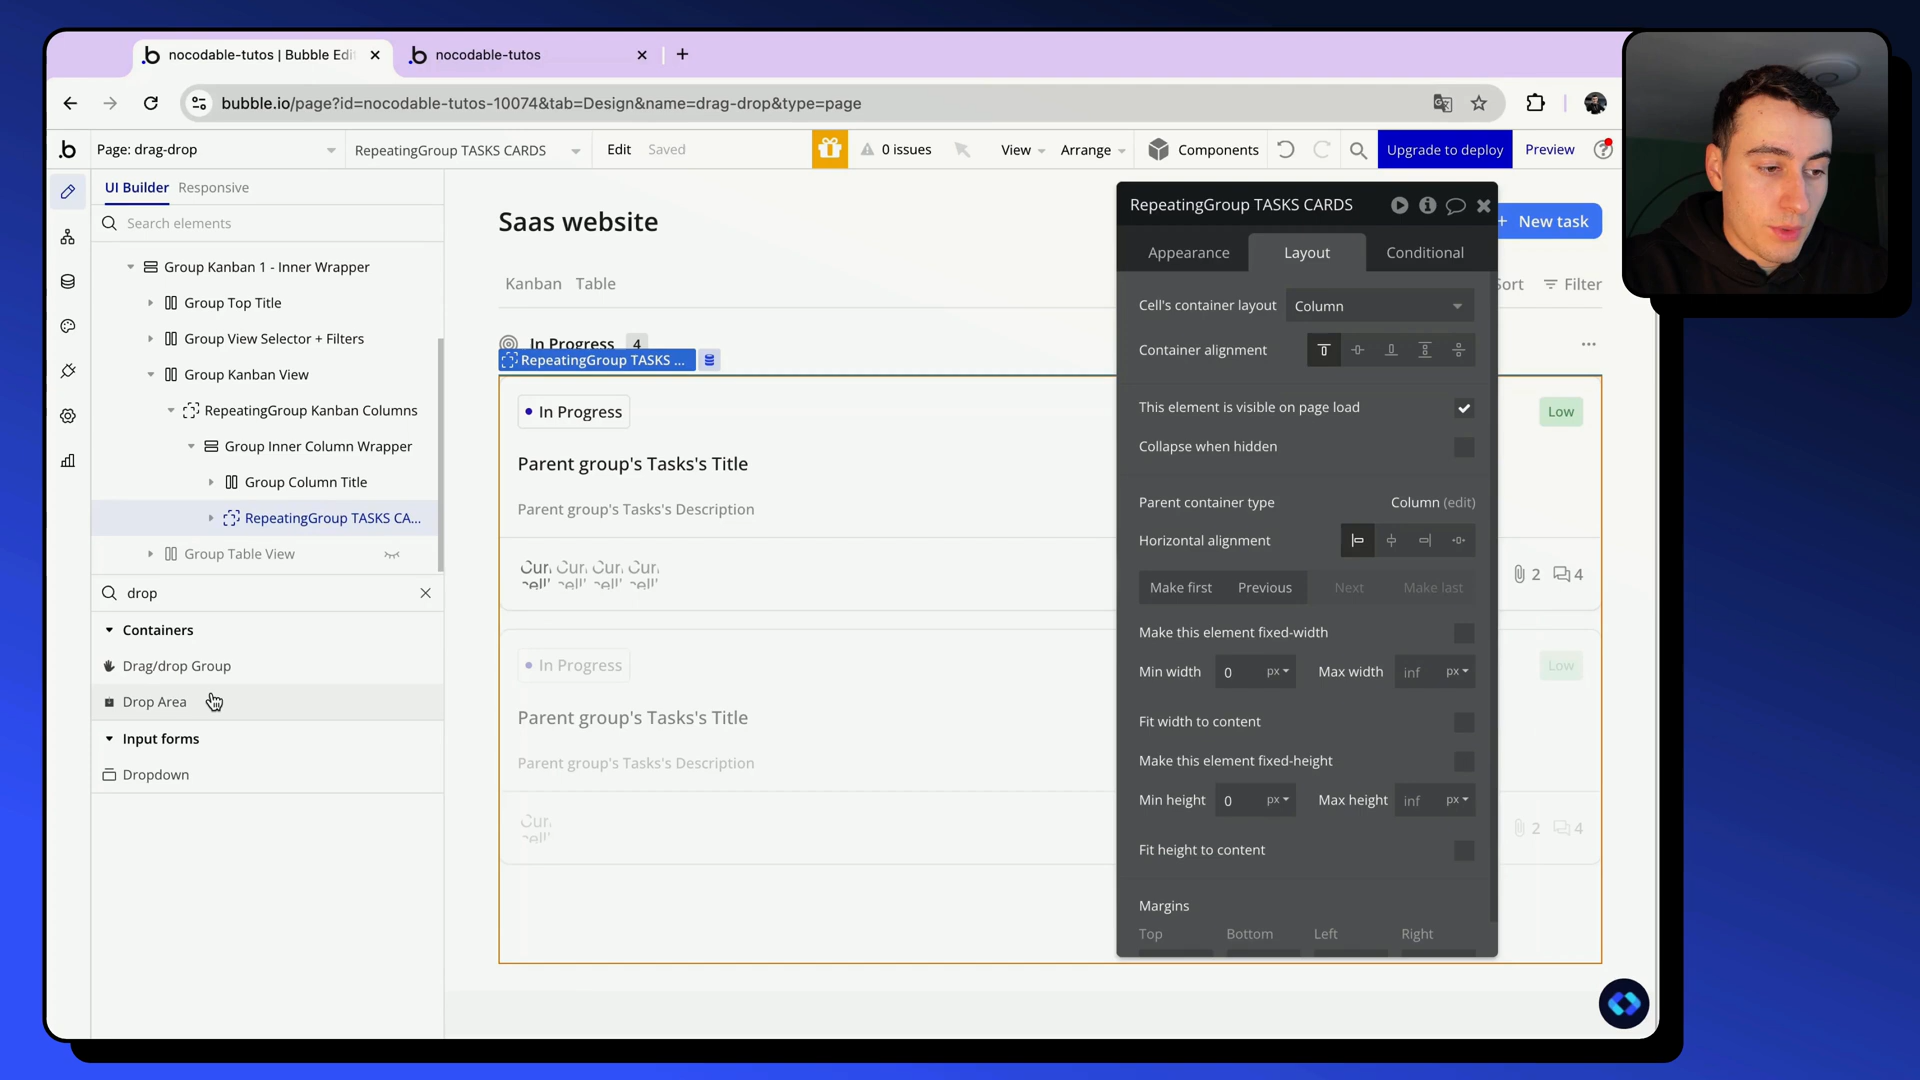 nocodable-tutos | Bubble Edi
nocodable-tutos
bubble.io/page?id=nocodable-tutos-10074&tab=Design&name=drag-drop&type=page
Page: drag-drop
RepeatingGroup TASKS CARDS
Edit
Saved
0 issues
View
Arrange
Components
Upgrade to deploy
Preview
UI Builder
Responsive
Search elements
Group Kanban 1 - Inner Wrapper
Group Top Title
Group View Selector + Filters
Group Kanban View
RepeatingGroup Kanban Columns
Group Inner Column Wrapper
Group Column Title
RepeatingGroup TASKS CA...
Group Table View
drop
Containers
Drag/drop Group
Drop Area
Input forms
Dropdown
Saas website
+ New task
Kanban
Table
Sort
Filter
In Progress
4
RepeatingGroup TASKS ...
In Progress
Low
Parent group's Tasks's Title
Parent group's Tasks's Description
Curr Curr Curr Curr
cell' cell' cell' cell'
2
4
In Progress
Low
Parent group's Tasks's Title
Parent group's Tasks's Description
Curr
cell'
2
4
RepeatingGroup TASKS CARDS
Appearance
Layout
Conditional
Cell's container layout
Column
Container alignment
This element is visible on page load
Collapse when hidden
Parent container type
Column (edit)
Horizontal alignment
Make first
Previous
Next
Make last
Make this element fixed-width
Min width
0
px
Max width
inf
px
Fit width to content
Make this element fixed-height
Min height
0
px
Max height
inf
px
Fit height to content
Margins
Top
Bottom
Left
Right